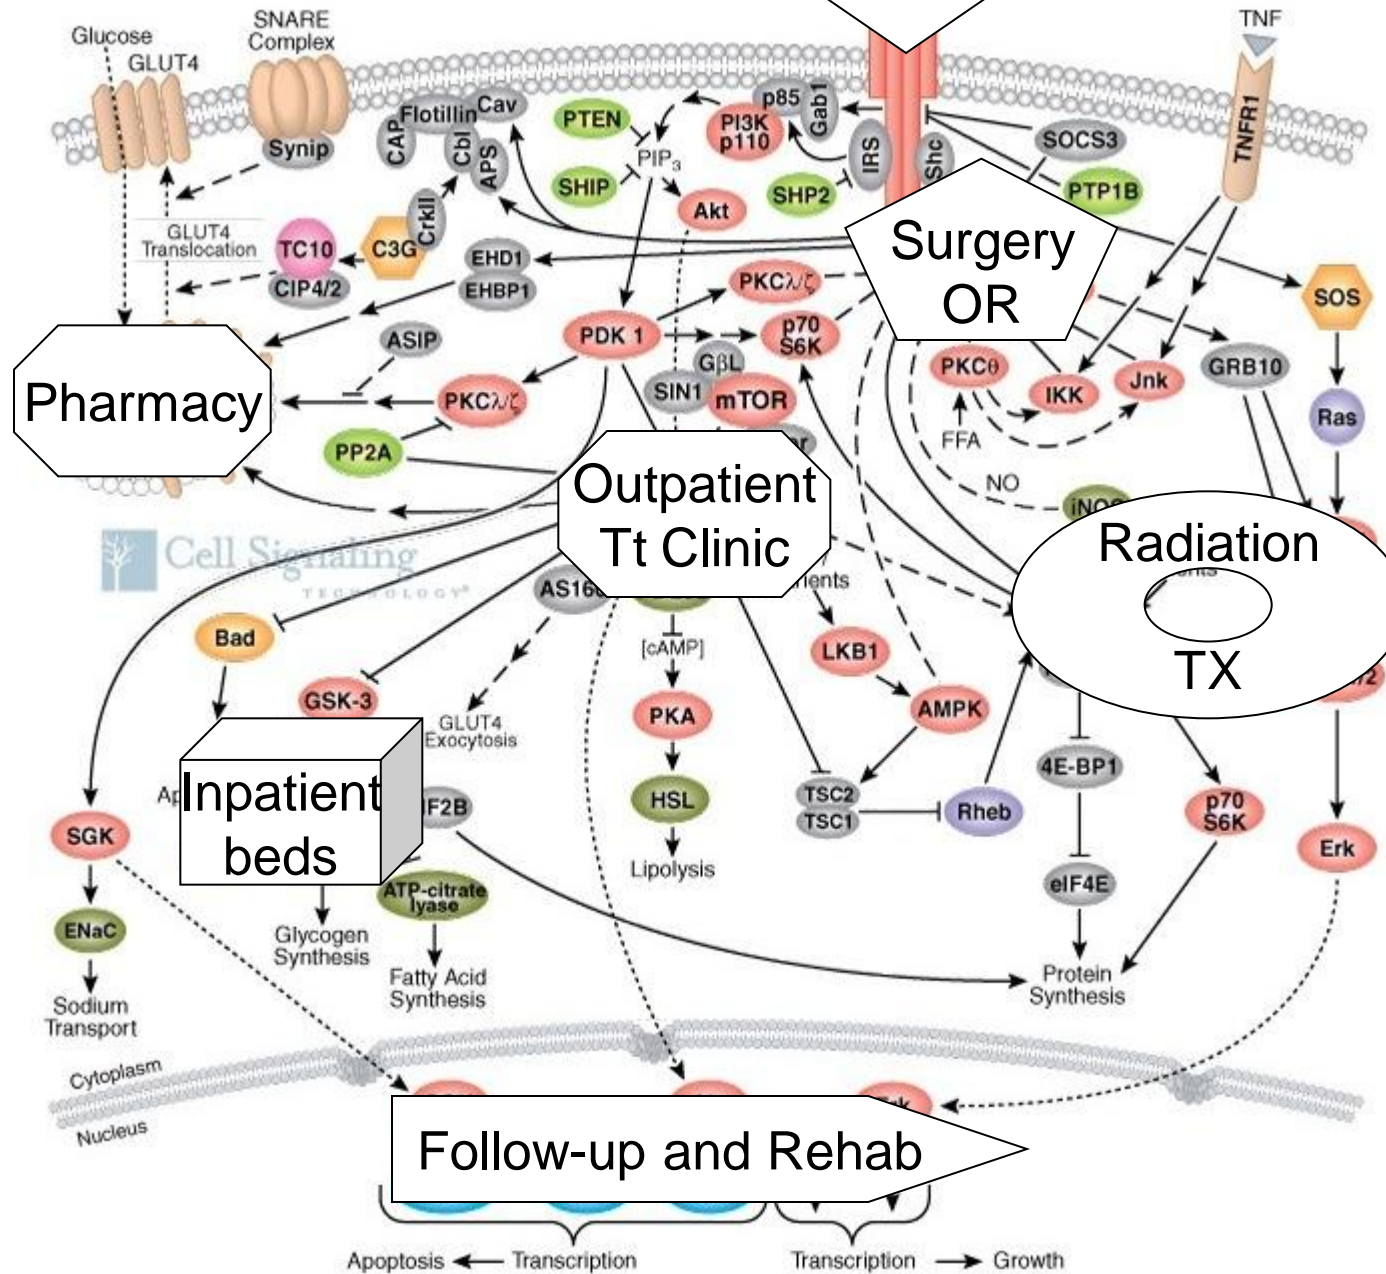 Glucose
GLUT4
SNARE
Complex
TNF
TNFR1
Synip
CAP
Flotillin
Cav
Cbl
APS
CrkII
PTEN
SHIP
PIP3
PI3K
p110
p85
Gab1
IRS
SHP2
Shc
SOCS3
PTP1B
Akt
GLUT4
Translocation
TC10
CIP4/2
C3G
EHD1
EHBP1
Surgery
OR
PKCλ/ζ
SOS
ASIP
PDK 1
p70
S6K
GβL
SIN1
mTOR
PKCθ
IKK
Jnk
GRB10
Ras
FFA
Pharmacy
PKCλ/ζ
PP2A
Outpatient
Tt Clinic
NO
iNOS
Radiation
TX
Cell Signaling
TECHNOLOGY®
Bad
GSK-3
[cAMP]
LKB1
GLUT4
Exocytosis
PKA
AMPK
4E-BP1
Inpatient
beds
HSL
TSC2
TSC1
Rheb
p70
S6K
SGK
Erk
Lipolysis
eIF4E
ATP-citrate
lyase
ENaC
Glycogen
Synthesis
Fatty Acid
Synthesis
Protein
Synthesis
Sodium
Transport
Cytoplasm
Nucleus
Follow-up and Rehab
Apoptosis
Transcription
Transcription
Growth